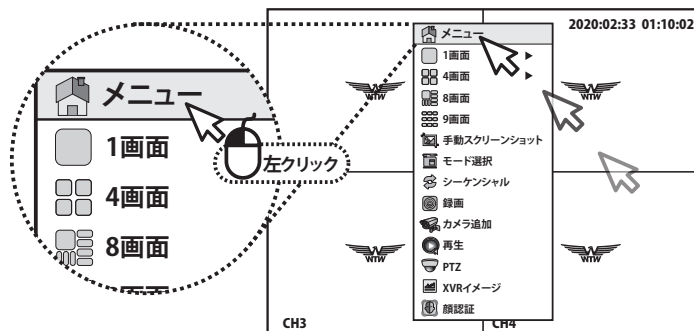 2020:02:33 01:10:02
メニュー
1画面
4画面
8画面
9画面
手動スクリーンショット
モード選択
シーケンシャル
録画
カメラ追加
再生
PTZ
XVRイメージ
顔認証
メニュー
1画面
4画面
8画面
左クリック
WTW
WTW
WTW
WTW
CH3
CH4